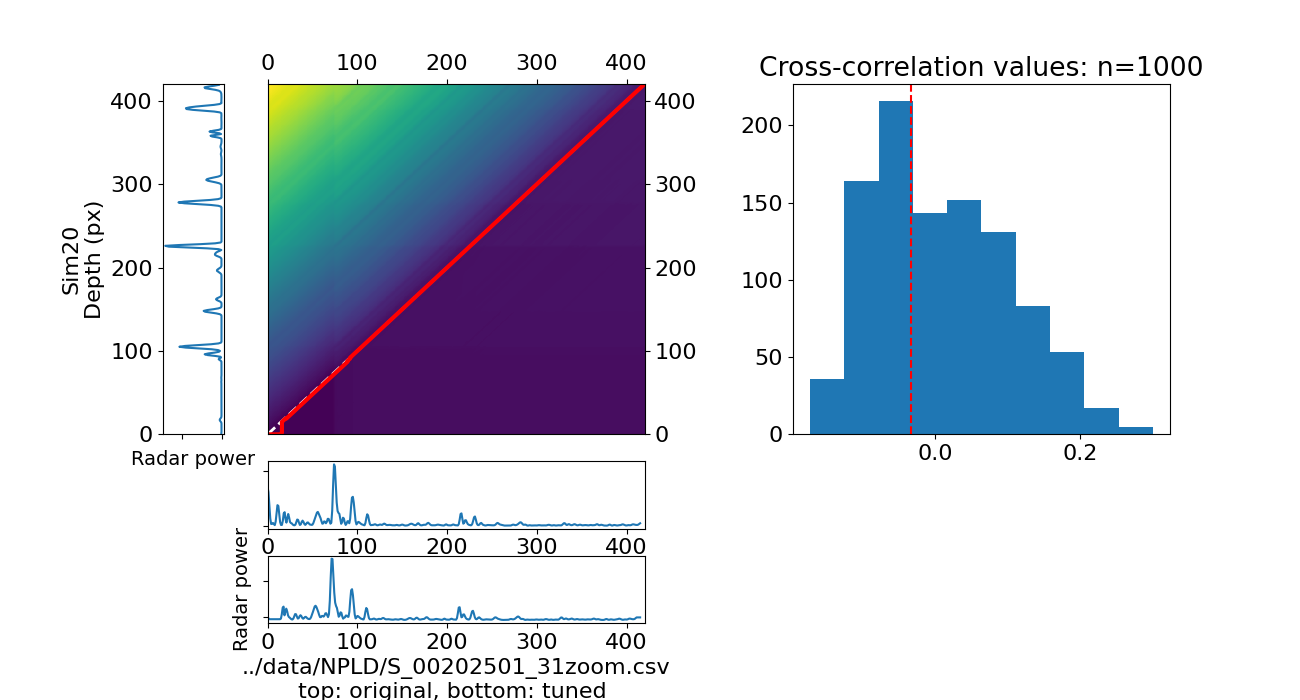 Cross-correlation values: n=1000
0 100 200 300 400
400
300
200
100
0
Sim20
Depth (px)
Radar power
400
300
200
100
0
200
150
100
50
0
0.0 0.2
0 100 200 300 400
Radar power
0 100 200 300 400
../data/NPLD/S_00202501_31zoom.csv
top: original, bottom: tuned